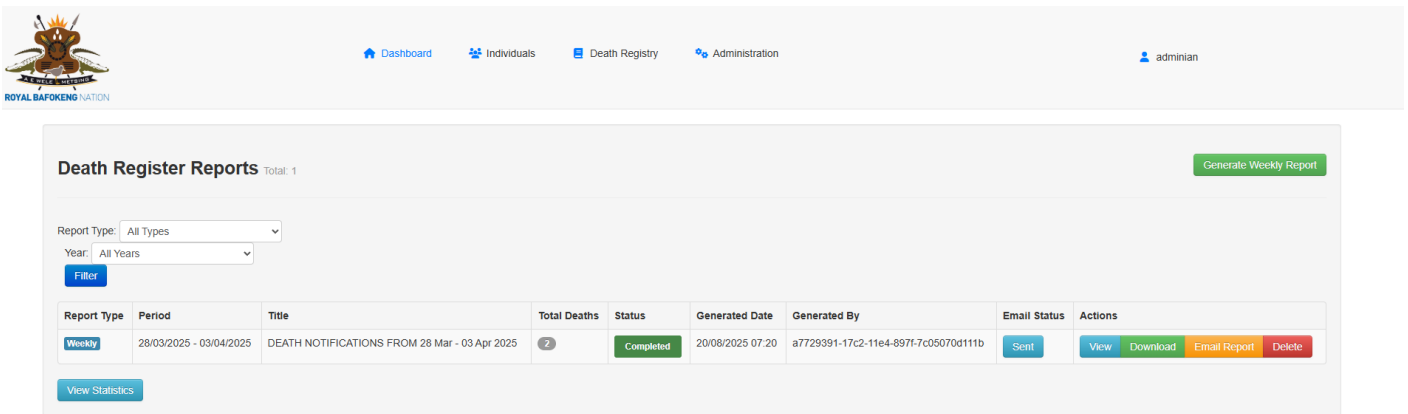 A E WELE METSING
ROYAL BAFOKENG NATION
Dashboard Individuals Death Registry Administration adminian
Death Register Reports Total: 1 Generate Weekly Report
Report Type: All Types
Year: All Years
Filter
Report Type Period Title Total Deaths Status Generated Date Generated By Email Status Actions
Weekly 28/03/2025 - 03/04/2025 DEATH NOTIFICATIONS FROM 28 Mar - 03 Apr 2025 2 Completed 20/08/2025 07:20 a7729391-17c2-11e4-897f-7c05070d111b Sent View Download Email Report Delete
View Statistics